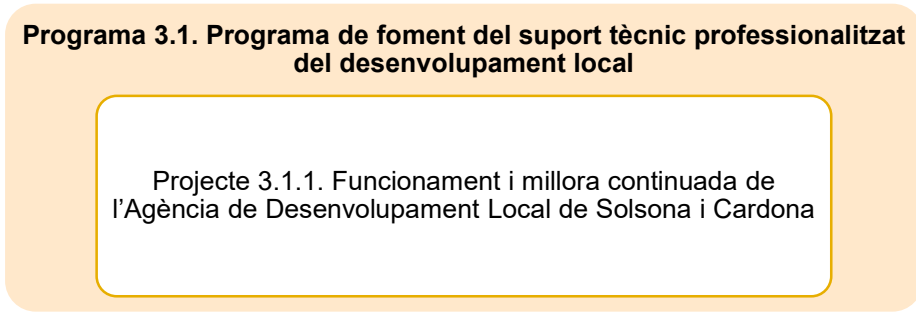 Programa 3.1. Programa de foment del suport tècnic professionalitzat
del desenvolupament local
Projecte 3.1.1. Funcionament i millora continuada de
l’Agència de Desenvolupament Local de Solsona i Cardona